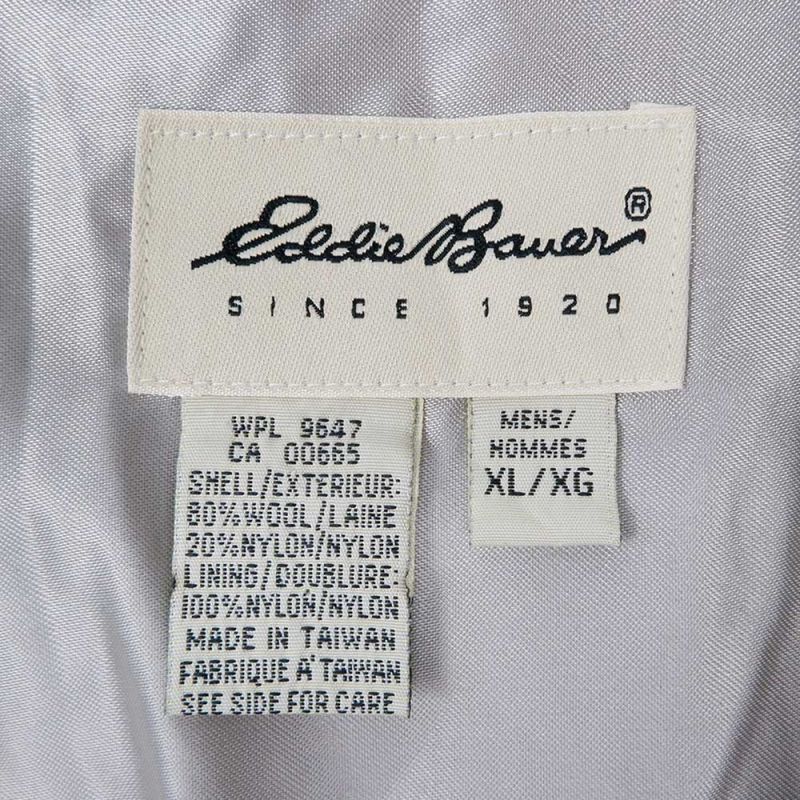 Eddie Bauer®
SINCE 1920
WPL 9647
CA 00665
SHELL/EXTERIEUR:
80%WOOL/LAINE
20%NYLON/NYLON
LINING/DOUBLURE:
100%NYLON/NYLON
MADE IN TAIWAN
FABRIQUE A' TAIWAN
SEE SIDE FOR CARE
MENS/
HOMMES
XL/XG